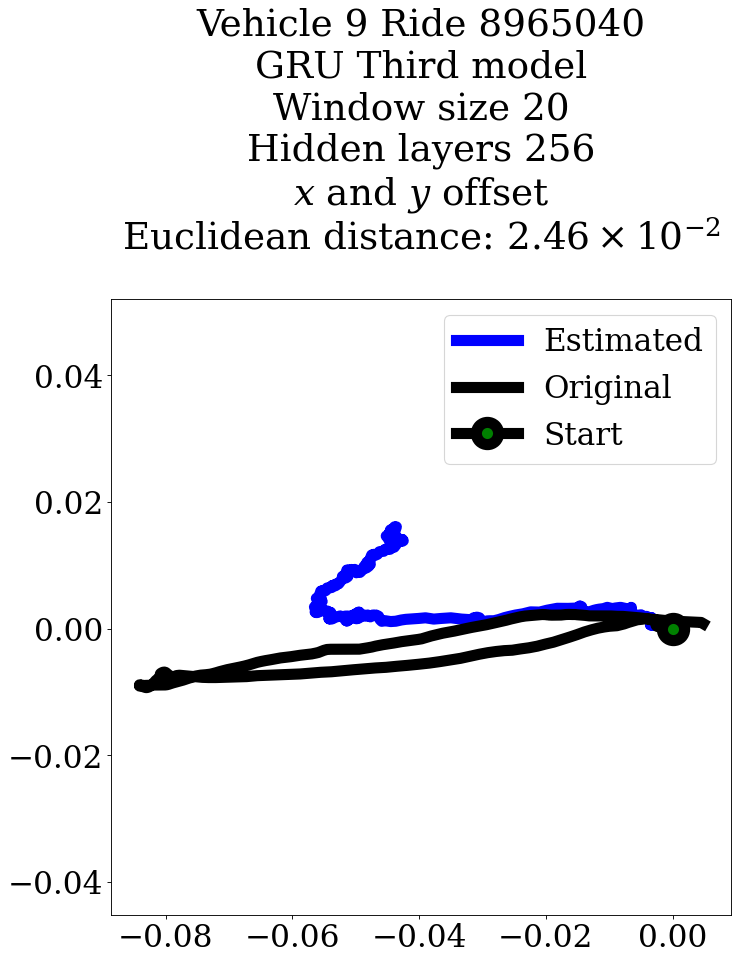 Vehicle 9 Ride 8965040
GRU Third model
Window size 20
Hidden layers 256
x and y offset
Euclidean distance: 2.46 × 10⁻²
Estimated
Original
Start
0.04
0.02
0.00
−0.02
−0.04
−0.08
−0.06
−0.04
−0.02
0.00